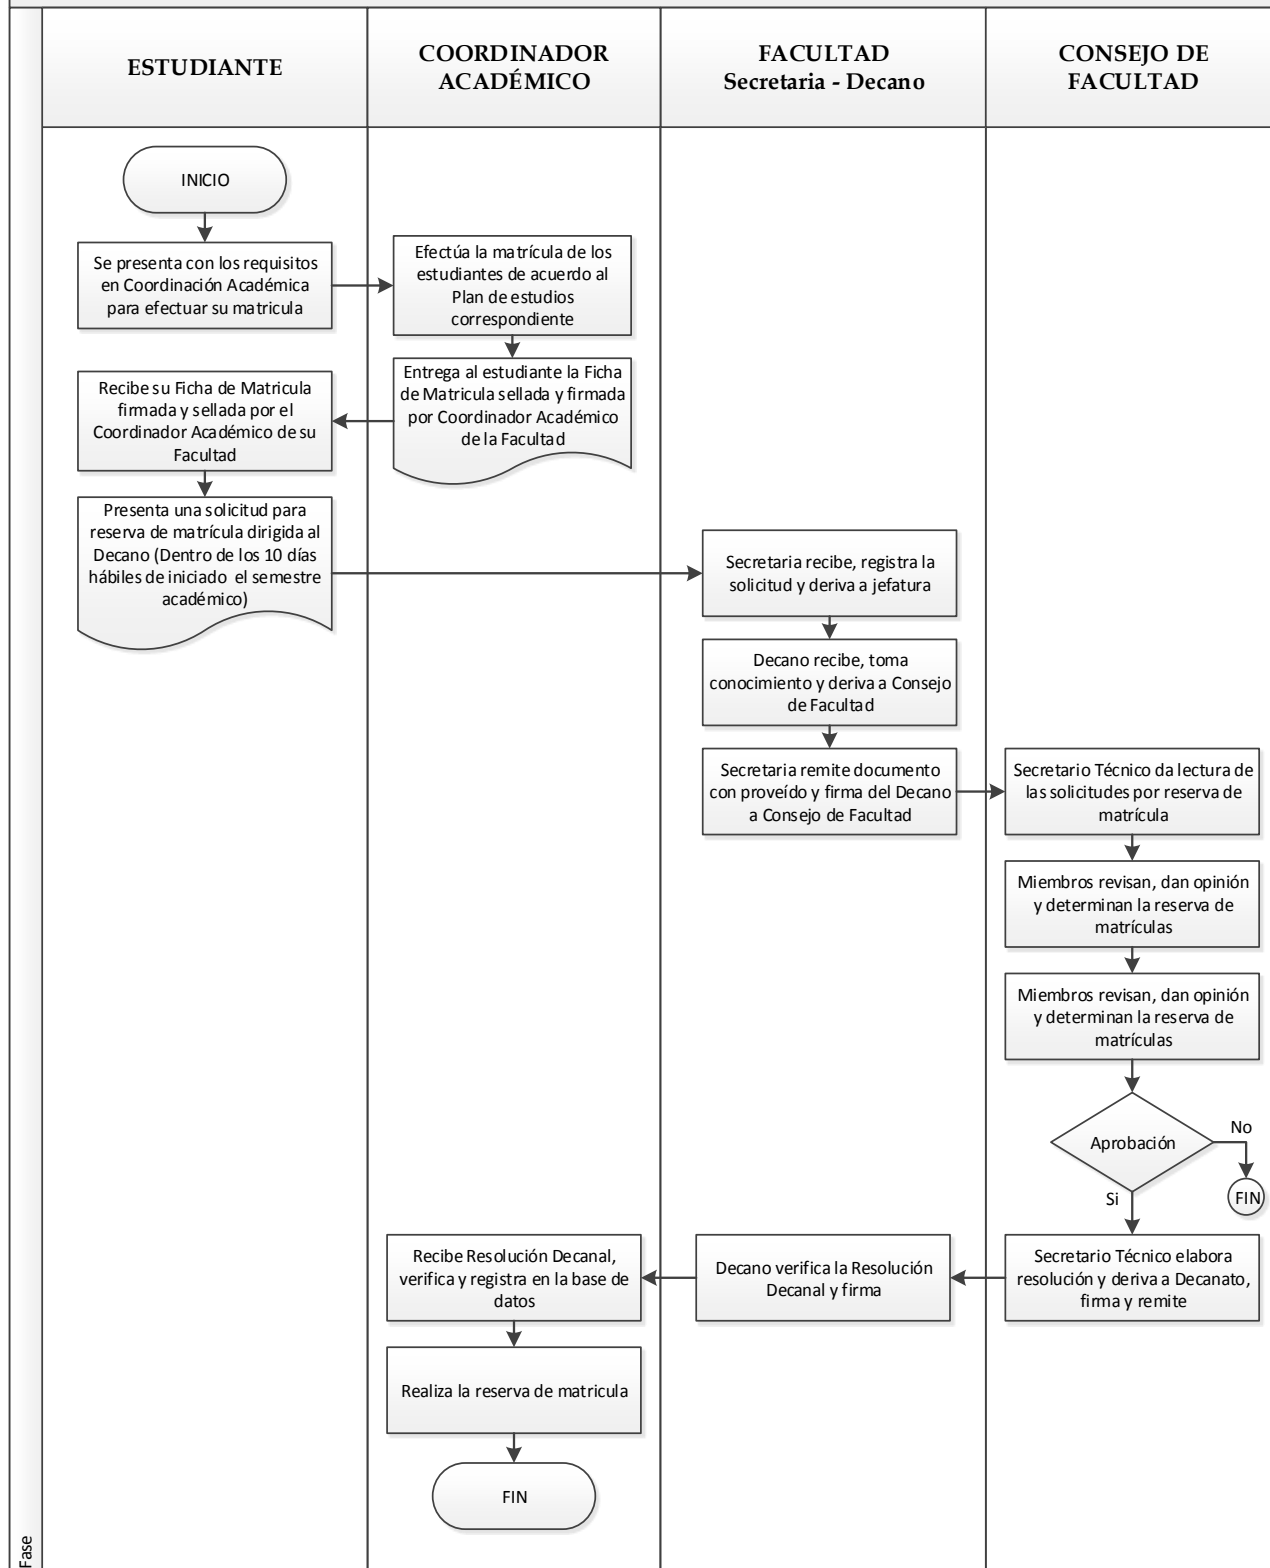 ESTUDIANTE
COORDINADOR
ACADÉMICO
FACULTAD
Secretaria - Decano
CONSEJO DE
FACULTAD
INICIO
Se presenta con los requisitos
en Coordinación Académica
para efectuar su matricula
Efectúa la matrícula de los
estudiantes de acuerdo al
Plan de estudios
correspondiente
Entrega al estudiante la Ficha
de Matricula sellada y firmada
por Coordinador Académico
de la Facultad
Recibe su Ficha de Matricula
firmada y sellada por el
Coordinador Académico de su
Facultad
Presenta una solicitud para
reserva de matrícula dirigida al
Decano (Dentro de los 10 días
hábiles de iniciado el semestre
académico)
Secretaria recibe, registra la
solicitud y deriva a jefatura
Decano recibe, toma
conocimiento y deriva a Consejo
de Facultad
Secretaria remite documento
con proveído y firma del Decano
a Consejo de Facultad
Secretario Técnico da lectura de
las solicitudes por reserva de
matrícula
Miembros revisan, dan opinión
y determinan la reserva de
matrículas
Miembros revisan, dan opinión
y determinan la reserva de
matrículas
Aprobación
No
FIN
Si
Secretario Técnico elabora
resolución y deriva a Decanato,
firma y remite
Decano verifica la Resolución
Decanal y firma
Recibe Resolución Decanal,
verifica y registra en la base de
datos
Realiza la reserva de matricula
FIN
Fase